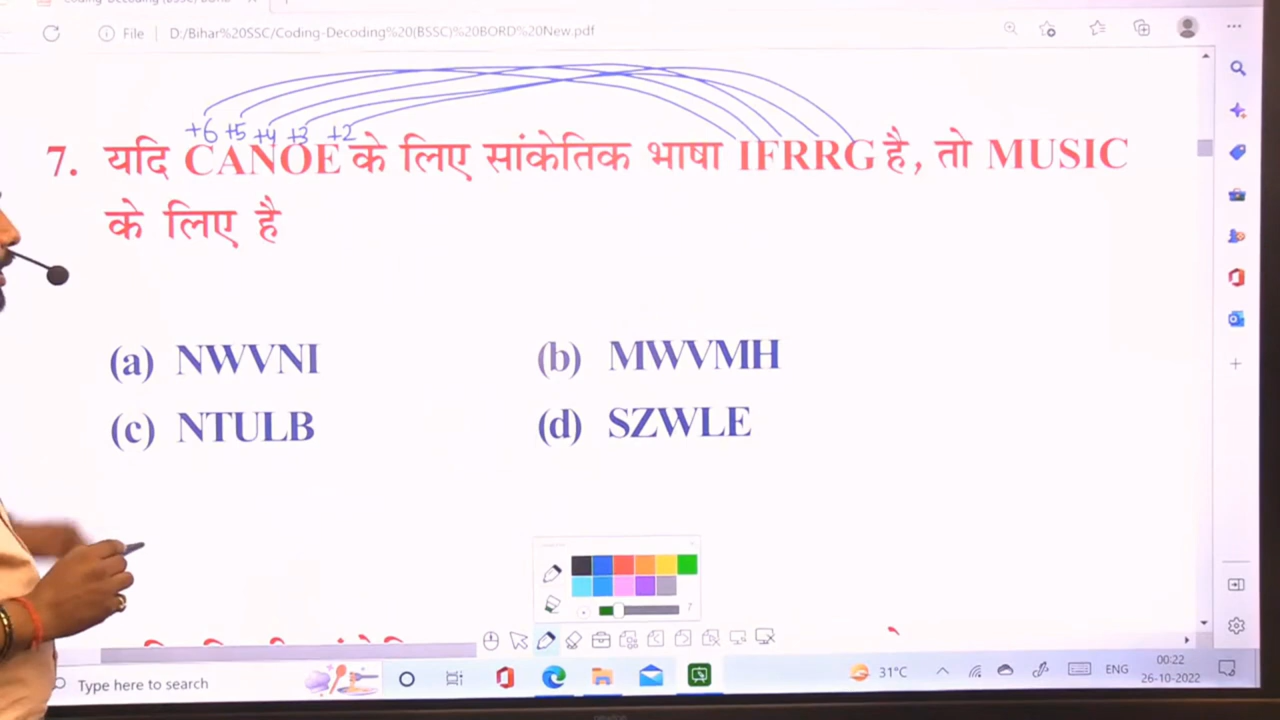 File D:/Bihar%20SSC/Coding-Decoding%20(BSSC)%20BORD%20New.pdf
+6 +5 +4 +3 +2
7. यदि CANOE के लिए सांकेतिक भाषा IFRRG है, तो MUSIC
के लिए है
(a) NWVNI (b) MWVMH
(c) NTULB (d) SZWLE
7
Type here to search 31°C ENG 00:22
26-10-2022